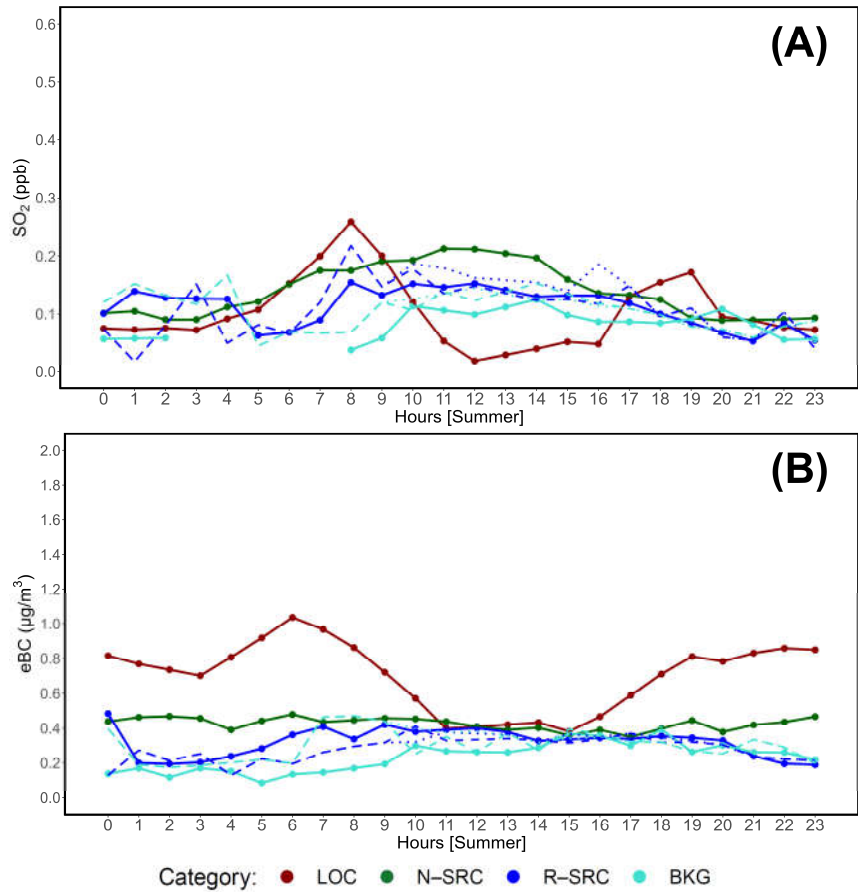 (A)
SO₂ (ppb)
0.6
0.5
0.4
0.3
0.2
0.1
0.0
0 1 2 3 4 5 6 7 8 9 10 11 12 13 14 15 16 17 18 19 20 21 22 23
Hours [Summer]
(B)
eBC (μg/m³)
2.0
1.8
1.6
1.4
1.2
1.0
0.8
0.6
0.4
0.2
0.0
0 1 2 3 4 5 6 7 8 9 10 11 12 13 14 15 16 17 18 19 20 21 22 23
Hours [Summer]
Category: LOC N–SRC R–SRC BKG